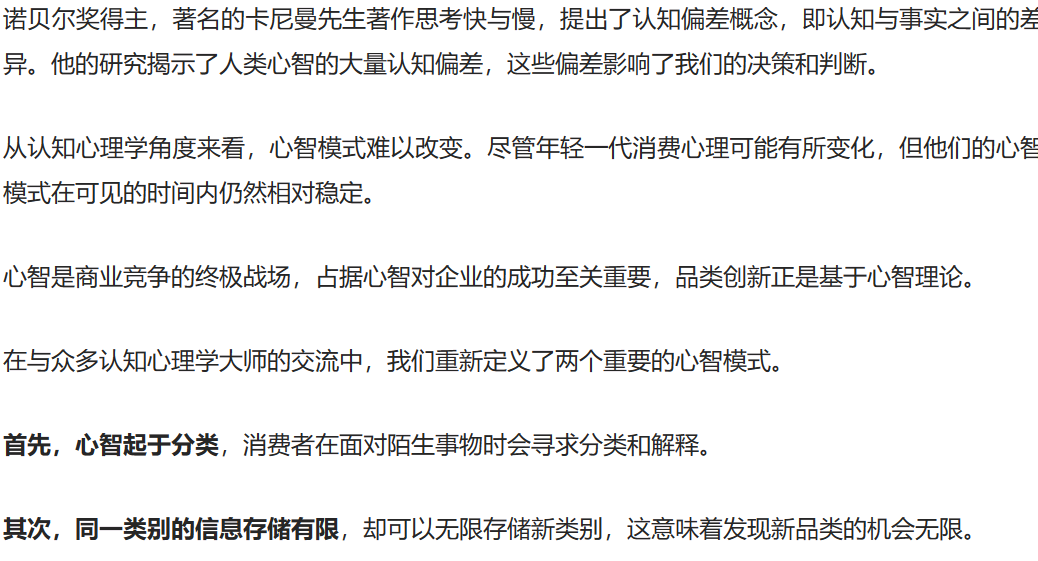 诺贝尔奖得主，著名的卡尼曼先生著作思考快与慢，提出了认知偏差概念，即认知与事实之间的差
异。他的研究揭示了人类心智的大量认知偏差，这些偏差影响了我们的决策和判断。
从认知心理学角度来看，心智模式难以改变。尽管年轻一代消费心理可能有所变化，但他们的心智
模式在可见的时间内仍然相对稳定。
心智是商业竞争的终极战场，占据心智对企业的成功至关重要，品类创新正是基于心智理论。
在与众多认知心理学大师的交流中，我们重新定义了两个重要的心智模式。
首先，心智起于分类，消费者在面对陌生事物时会寻求分类和解释。
其次，同一类别的信息存储有限，却可以无限存储新类别，这意味着发现新品类的机会无限。